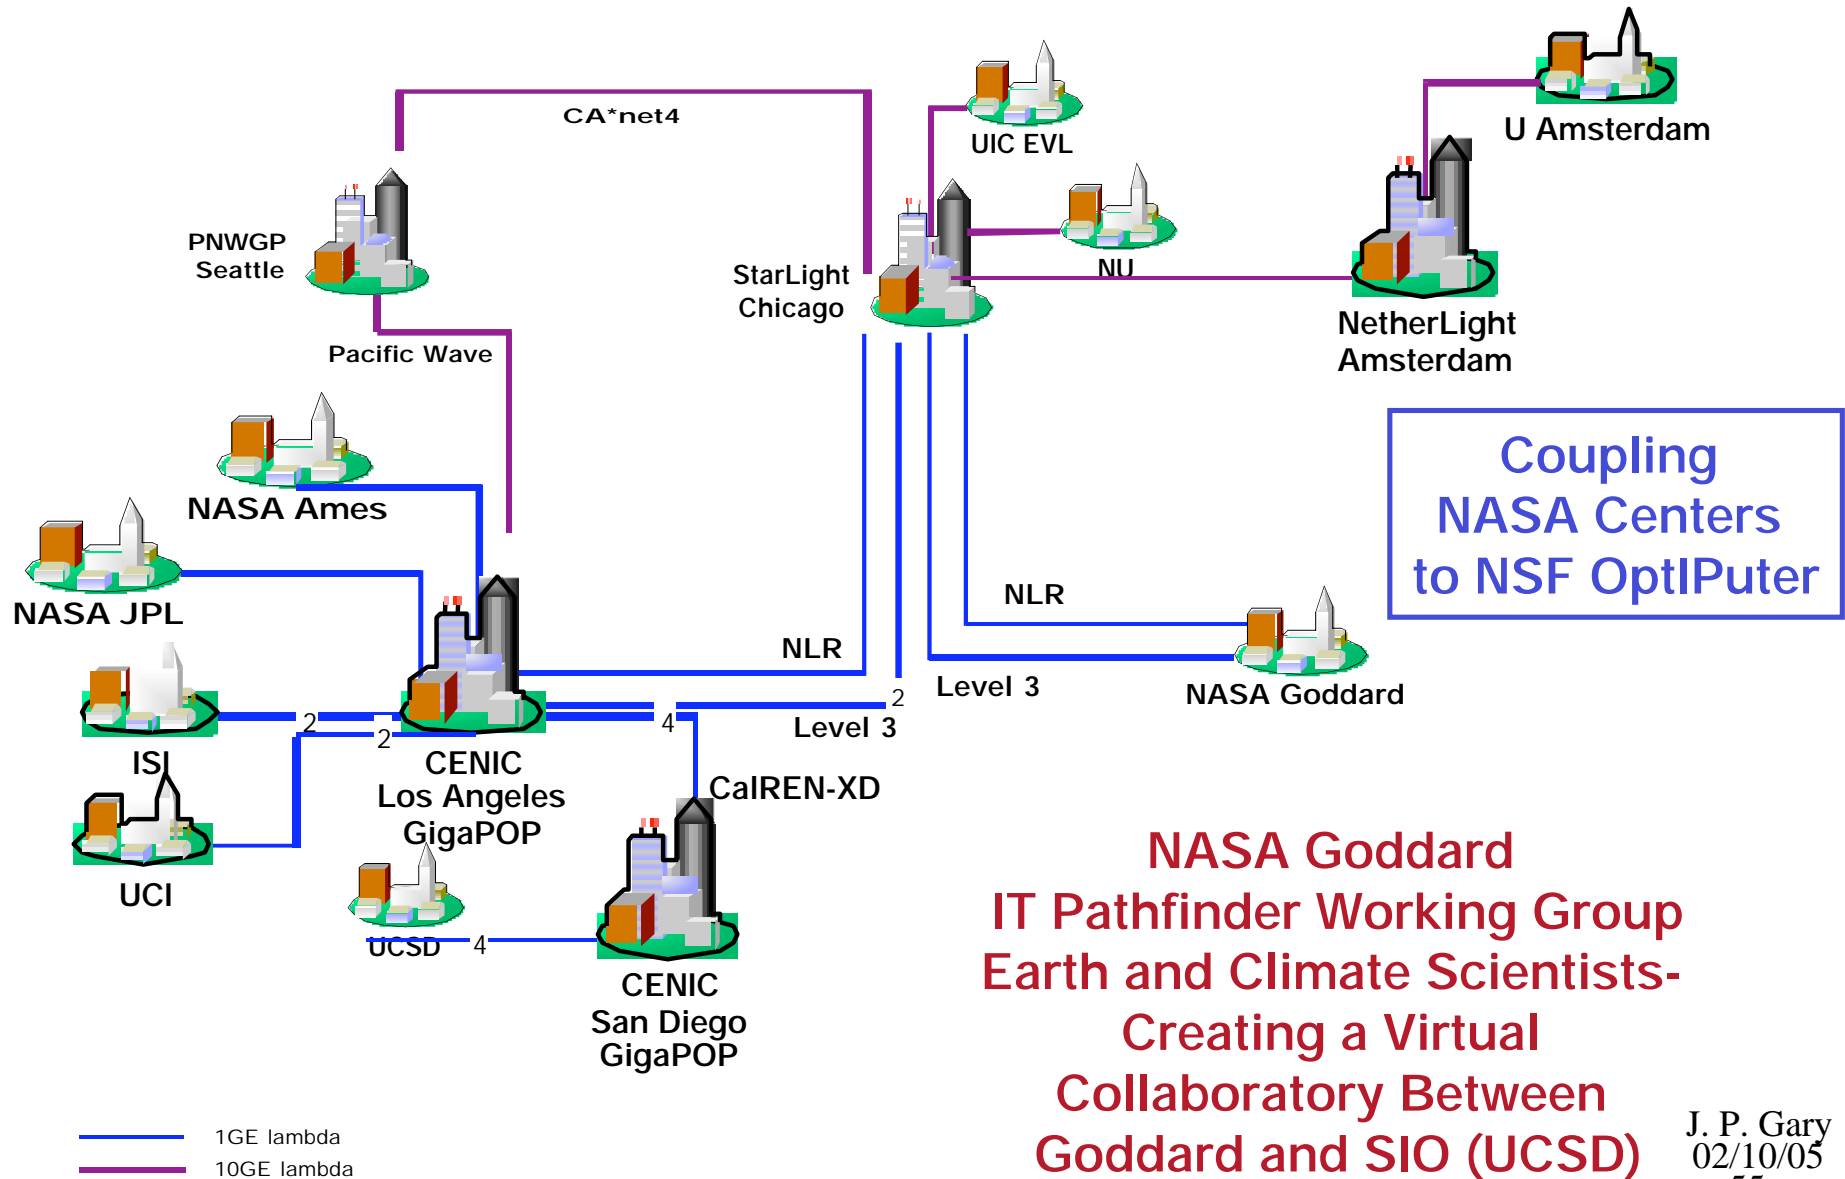 CA*net4
UIC EVL
U Amsterdam
PNWGP
Seattle
StarLight
Chicago
NU
NetherLight
Amsterdam
Pacific Wave
Coupling
NASA Centers
to NSF OptIPuter
NASA Ames
NASA JPL
NLR
NLR
Level 3
NASA Goddard
2
2
2
4
Level 3
ISI
CENIC
Los Angeles
GigaPOP
CalREN-XD
UCI
UCSD
4
CENIC
San Diego
GigaPOP
NASA Goddard
IT Pathfinder Working Group
Earth and Climate Scientists-
Creating a Virtual
Collaboratory Between
Goddard and SIO (UCSD)
1GE lambda
10GE lambda
J. P. Gary
02/10/05